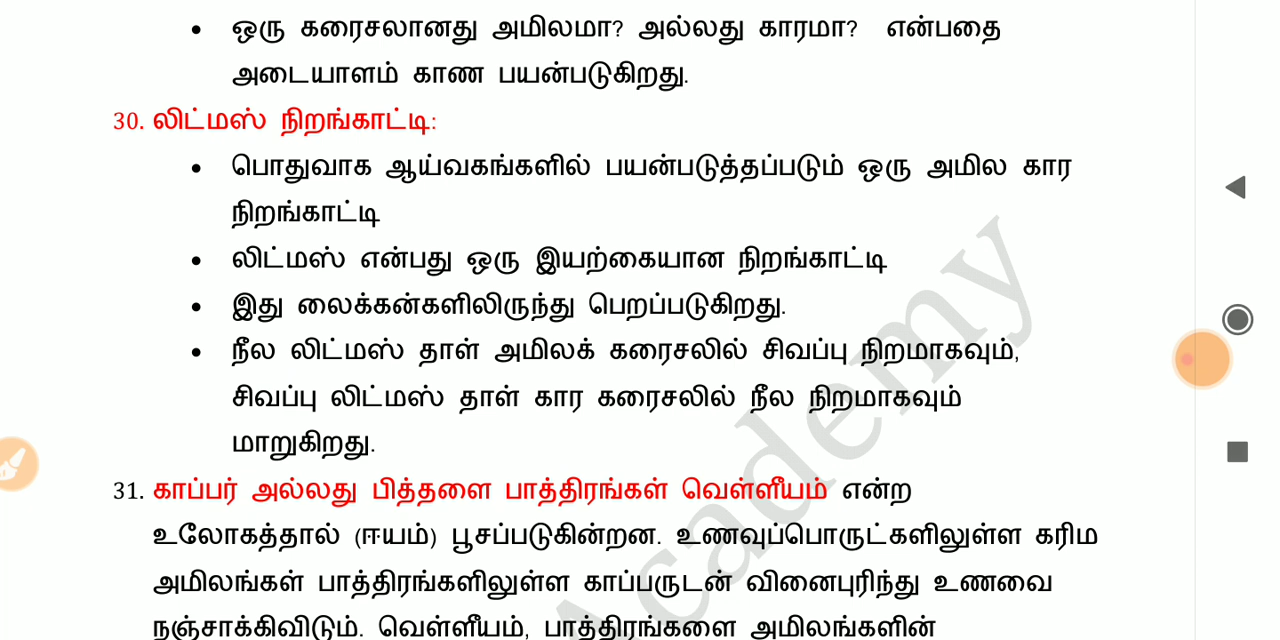 • ஒரு கரைசலானது அமிலமா? அல்லது காரமா? என்பதை
அடையாளம் காண பயன்படுகிறது.
30. லிட்மஸ் நிறங்காட்டி:
• பொதுவாக ஆய்வகங்களில் பயன்படுத்தப்படும் ஒரு அமில கார
நிறங்காட்டி
• லிட்மஸ் என்பது ஒரு இயற்கையான நிறங்காட்டி
• இது லைக்கன்களிலிருந்து பெறப்படுகிறது.
• நீல லிட்மஸ் தாள் அமிலக் கரைசலில் சிவப்பு நிறமாகவும்,
சிவப்பு லிட்மஸ் தாள் கார கரைசலில் நீல நிறமாகவும்
மாறுகிறது.
31. காப்பர் அல்லது பித்தளை பாத்திரங்கள் வெள்ளீயம் என்ற
உலோகத்தால் (ஈயம்) பூசப்படுகின்றன. உணவுப்பொருட்களிலுள்ள கரிம
அமிலங்கள் பாத்திரங்களிலுள்ள காப்பருடன் வினைபுரிந்து உணவை
நஞ்சாக்கிவிடும். வெள்ளீயம், பாத்திரங்களை அமிலங்களின்
Academy